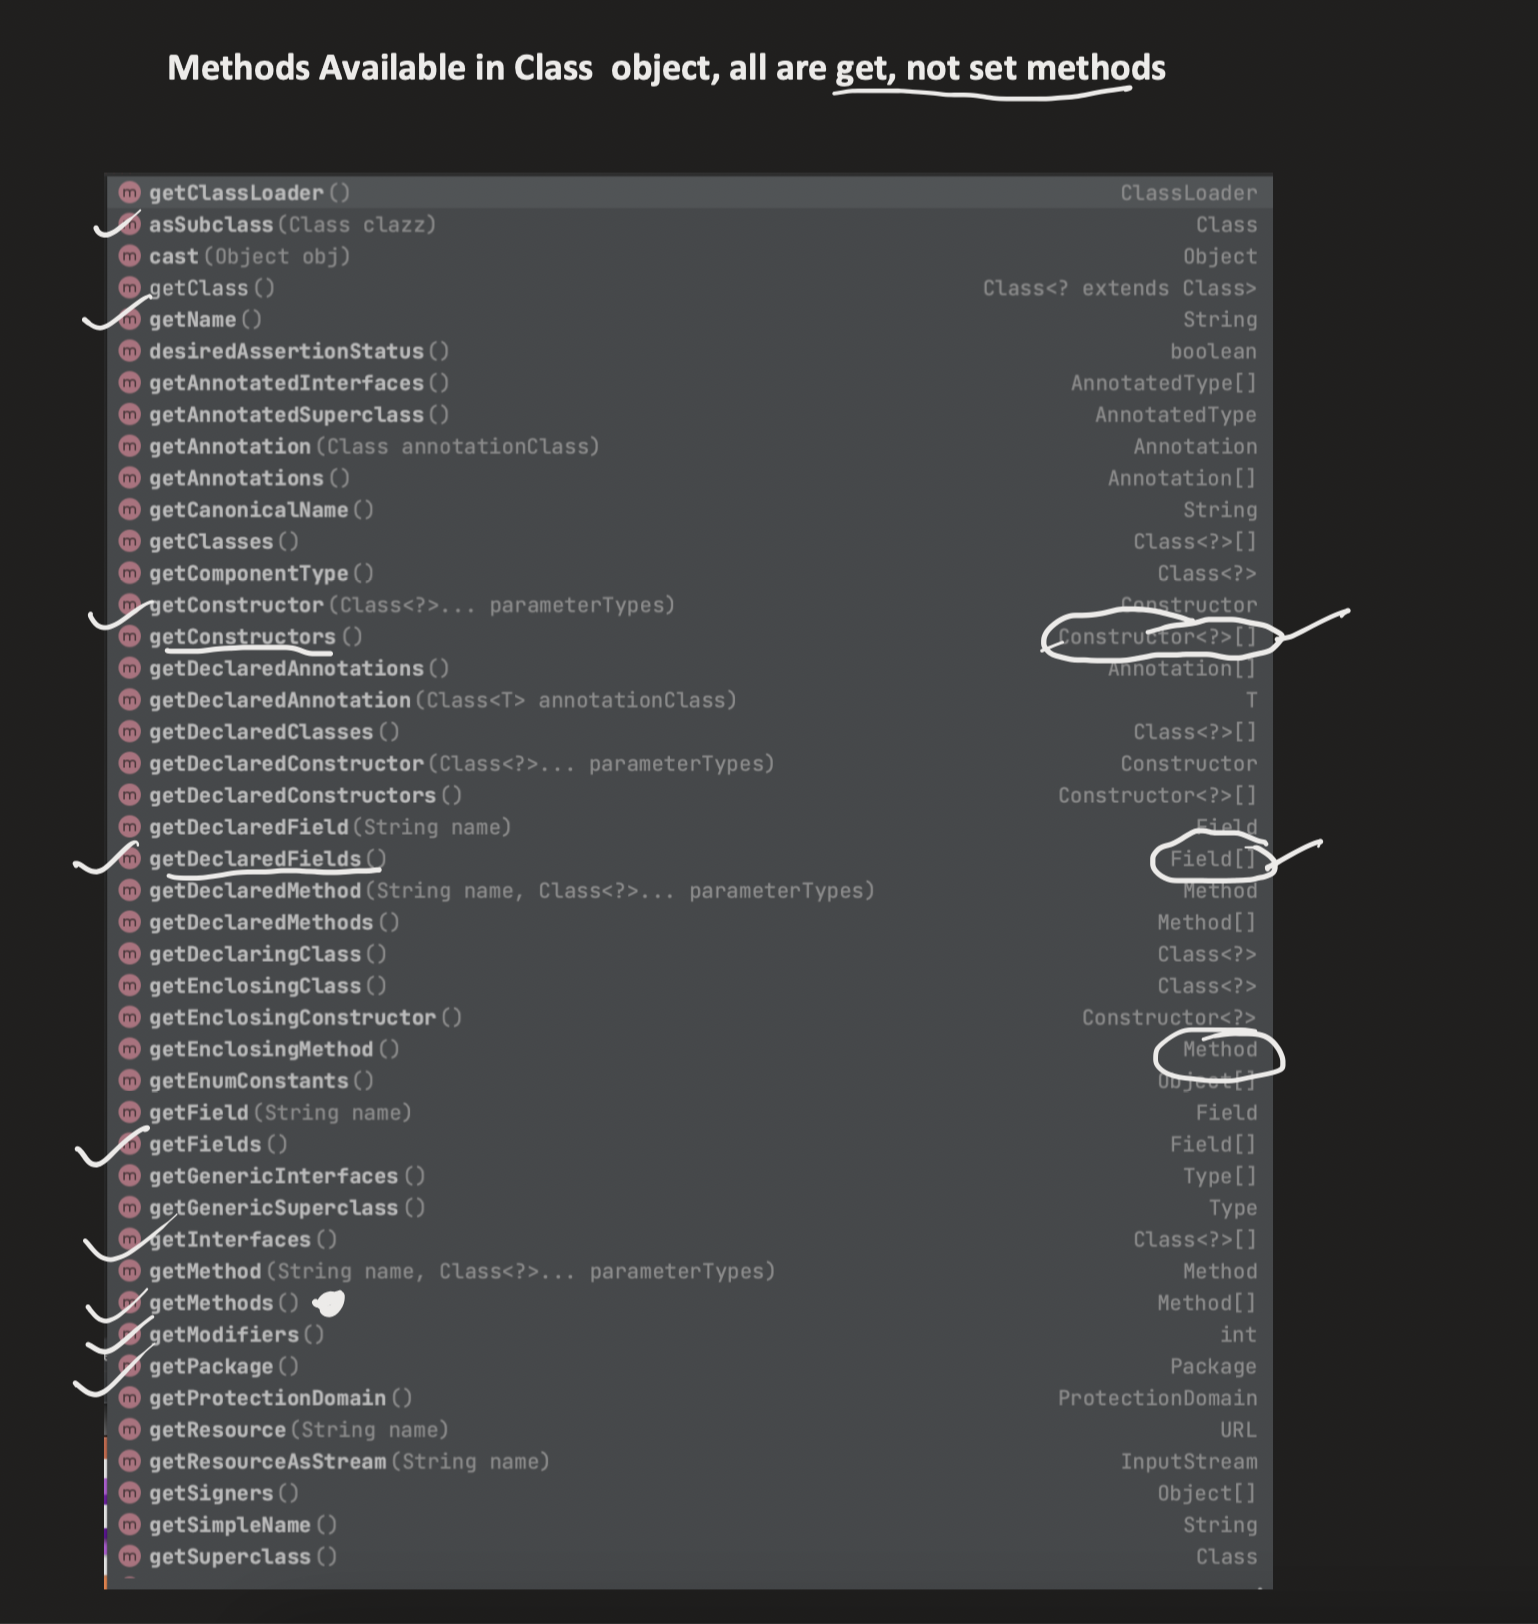 Methods Available in Class object, all are get, not set methods
getClassLoader() ClassLoader
asSubclass(Class clazz) Class
cast(Object obj) Object
getClass() Class<? extends Class>
getName() String
desiredAssertionStatus() boolean
getAnnotatedInterfaces() AnnotatedType[]
getAnnotatedSuperclass() AnnotatedType
getAnnotation(Class annotationClass) Annotation
getAnnotations() Annotation[]
getCanonicalName() String
getClasses() Class<?>[]
getComponentType() Class<?>
getConstructor(Class<?>... parameterTypes) Constructor
getConstructors() Constructor<?>[]
getDeclaredAnnotations() Annotation[]
getDeclaredAnnotation(Class<T> annotationClass) T
getDeclaredClasses() Class<?>[]
getDeclaredConstructor(Class<?>... parameterTypes) Constructor
getDeclaredConstructors() Constructor<?>[]
getDeclaredField(String name) Field
getDeclaredFields() Field[]
getDeclaredMethod(String name, Class<?>... parameterTypes) Method
getDeclaredMethods() Method[]
getDeclaringClass() Class<?>
getEnclosingClass() Class<?>
getEnclosingConstructor() Constructor<?>
getEnclosingMethod() Method
getEnumConstants() Object[]
getField(String name) Field
getFields() Field[]
getGenericInterfaces() Type[]
getGenericSuperclass() Type
getInterfaces() Class<?>[]
getMethod(String name, Class<?>... parameterTypes) Method
getMethods() Method[]
getModifiers() int
getPackage() Package
getProtectionDomain() ProtectionDomain
getResource(String name) URL
getResourceAsStream(String name) InputStream
getSigners() Object[]
getSimpleName() String
getSuperclass() Class